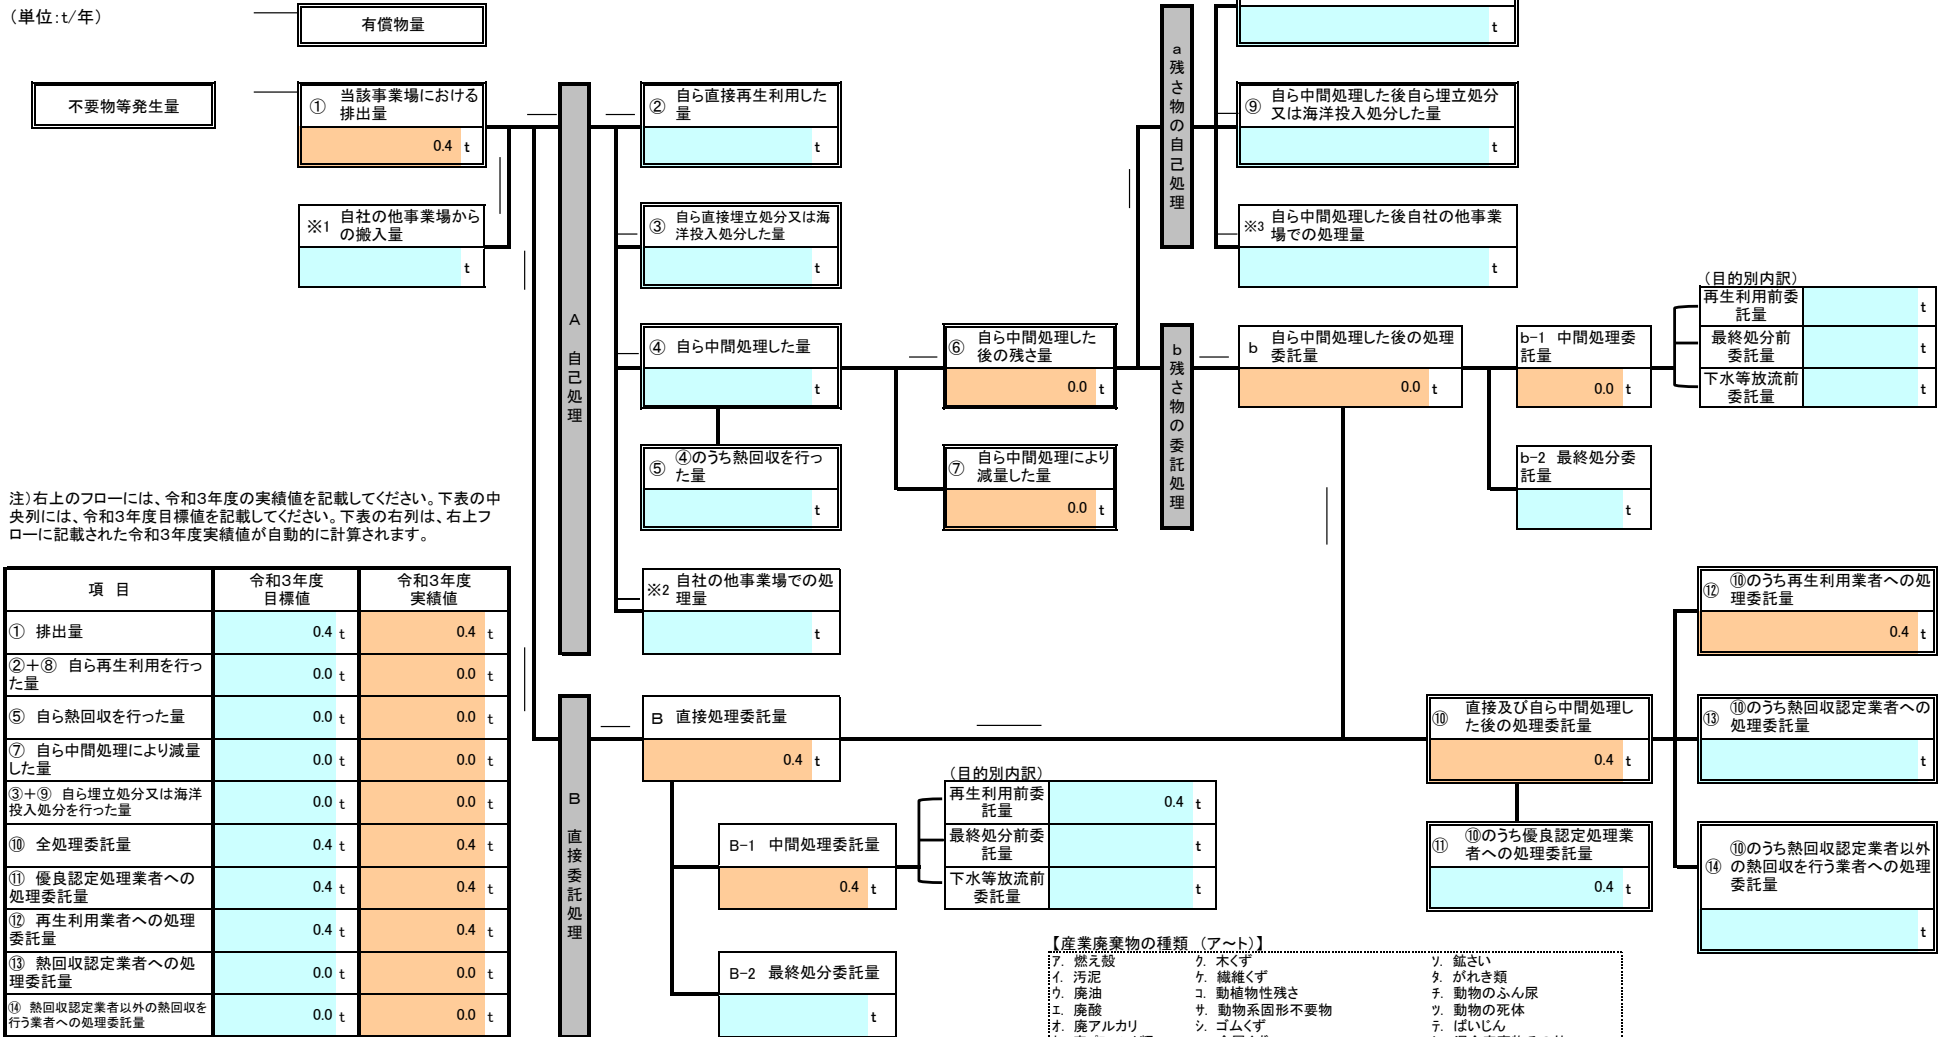 (単位:t/年)
有償物量
t
不要物等発生量
① 当該事業場における
排出量
0.4 t
※1 自社の他事業場から
の搬入量
t
A 自己処理
② 自ら直接再生利用した
量
t
③ 自ら直接埋立処分又は海
洋投入処分した量
t
④ 自ら中間処理した量
t
⑤ ④のうち熱回収を行っ
た量
t
※2 自社の他事業場での処
理量
t
⑥ 自ら中間処理した
後の残さ量
0.0 t
⑦ 自ら中間処理により
減量した量
0.0 t
a 残さ物の自己処理
⑨ 自ら中間処理した後自ら埋立処分
又は海洋投入処分した量
t
※3 自ら中間処理した後自社の他事業
場での処理量
t
b 残さ物の委託処理
b 自ら中間処理した後の処理
委託量
0.0 t
b-1 中間処理委
託量
0.0 t
b-2 最終処分委
託量
t
(目的別内訳)
再生利用前委
託量
t
最終処分前
委託量
t
下水等放流前
委託量
t
注)右上のフローには、令和3年度の実績値を記載してください。下表の中
央列には、令和3年度目標値を記載してください。下表の右列は、右上フ
ローに記載された令和3年度実績値が自動的に計算されます。
項 目 令和3年度 目標値 令和3年度 実績値
① 排出量 0.4 t 0.4 t
②+⑧ 自ら再生利用を行っ
た量 0.0 t 0.0 t
⑤ 自ら熱回収を行った量 0.0 t 0.0 t
⑦ 自ら中間処理により減量
した量 0.0 t 0.0 t
③+⑨ 自ら埋立処分又は海洋
投入処分を行った量 0.0 t 0.0 t
⑩ 全処理委託量 0.4 t 0.4 t
⑪ 優良認定処理業者への
処理委託量 0.4 t 0.4 t
⑫ 再生利用業者への処理
委託量 0.4 t 0.4 t
⑬ 熱回収認定業者への処
理委託量 0.0 t 0.0 t
⑭ 熱回収認定業者以外の熱回収を
行う業者への処理委託量 0.0 t 0.0 t
B 直接委託処理
B 直接処理委託量
0.4 t
B-1 中間処理委託量
0.4 t
B-2 最終処分委託量
t
(目的別内訳)
再生利用前委
託量
0.4 t
最終処分前委
託量
t
下水等放流前
委託量
t
⑩ 直接及び自ら中間処理し
た後の処理委託量
0.4 t
⑪ ⑩のうち優良認定処理業
者への処理委託量
0.4 t
⑫ ⑩のうち再生利用業者への処
理委託量
0.4 t
⑬ ⑩のうち熱回収認定業者への
処理委託量
t
⑭ ⑩のうち熱回収認定業者以外
の熱回収を行う業者への処理
委託量
t
【産業廃棄物の種類 (ア~ト)】
ア. 燃え殻 ク. 木くず ソ. 鉱さい
イ. 汚泥 ケ. 繊維くず タ. がれき類
ウ. 廃油 コ. 動植物性残さ チ. 動物のふん尿
エ. 廃酸 サ. 動物系固形不要物 ツ. 動物の死体
オ. 廃アルカリ シ. ゴムくず テ. ばいじん